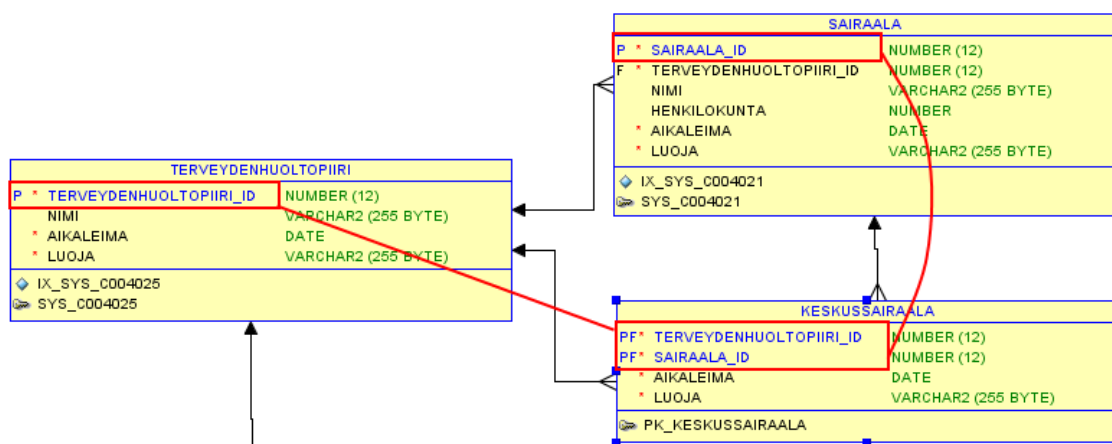 SAIRAALA
P * SAIRAALA_ID NUMBER (12)
F * TERVEYDENHUOLTOPIIRI_ID NUMBER (12)
NIMI VARCHAR2 (255 BYTE)
HENKILOKUNTA NUMBER
* AIKALEIMA DATE
* LUOJA VARCHAR2 (255 BYTE)
IX_SYS_C004021
SYS_C004021
TERVEYDENHUOLTOPIIRI
P * TERVEYDENHUOLTOPIIRI_ID NUMBER (12)
NIMI VARCHAR2 (255 BYTE)
* AIKALEIMA DATE
* LUOJA VARCHAR2 (255 BYTE)
IX_SYS_C004025
SYS_C004025
KESKUSSAIRAALA
PF* TERVEYDENHUOLTOPIIRI_ID NUMBER (12)
PF* SAIRAALA_ID NUMBER (12)
* AIKALEIMA DATE
* LUOJA VARCHAR2 (255 BYTE)
PK_KESKUSSAIRAALA